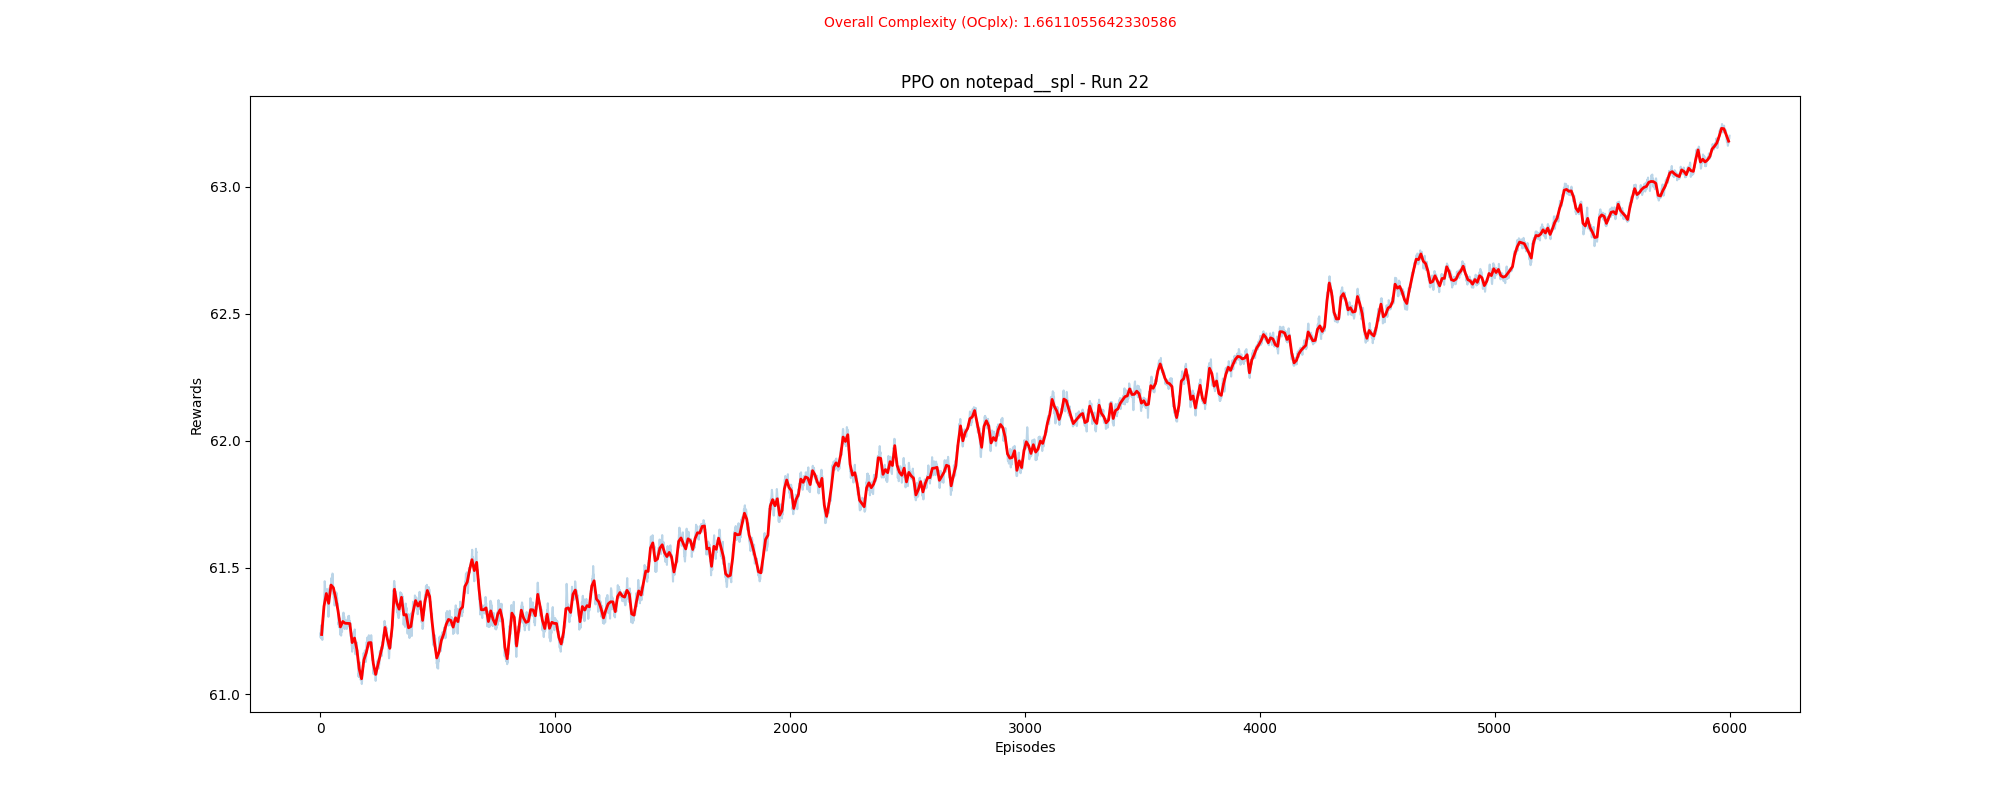 Overall Complexity (OCplx): 1.6611055642330586
PPO on notepad__spl - Run 22
Rewards
63.0
62.5
62.0
61.5
61.0
0 1000 2000 3000 4000 5000 6000
Episodes